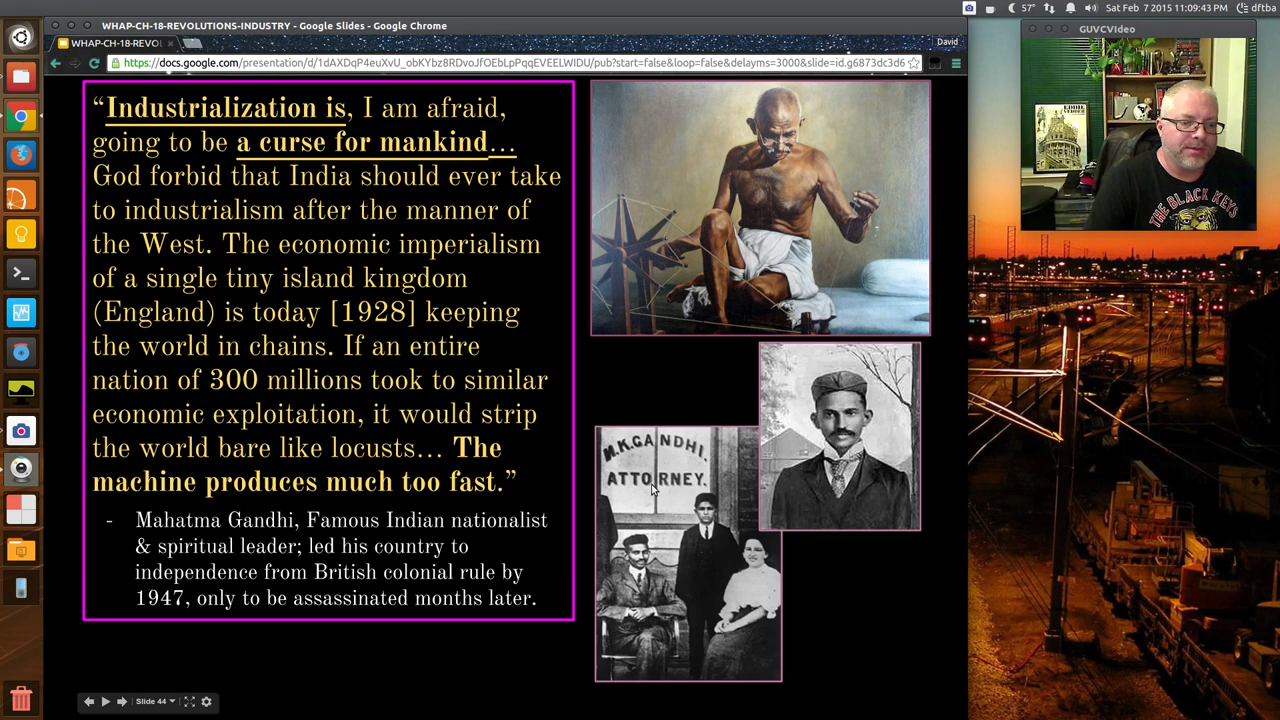 WHAP-CH-18-REVOLUTIONS-INDUSTRY - Google Slides - Google Chrome
57° Sat Feb 7 2015 11:09:43 PM dftba
GUVCVideo
WHAP-CH-18-REVOL
David
https://docs.google.com/presentation/d/1dAXDqP4euXvU_obKYbz8RDvoJfOEbLpPqqEVEELWIDU/pub?start=false&loop=false&delayms=3000&slide=id.g6873dc3d6
“Industrialization is, I am afraid,
going to be a curse for mankind…
God forbid that India should ever take
to industrialism after the manner of
the West. The economic imperialism
of a single tiny island kingdom
(England) is today [1928] keeping
the world in chains. If an entire
nation of 300 millions took to similar
economic exploitation, it would strip
the world bare like locusts… The
machine produces much too fast.”
- Mahatma Gandhi, Famous Indian nationalist
& spiritual leader; led his country to
independence from British colonial rule by
1947, only to be assassinated months later.
M.K.GANDHI.
ATTORNEY.
THE BLACK KEYS
Slide 44